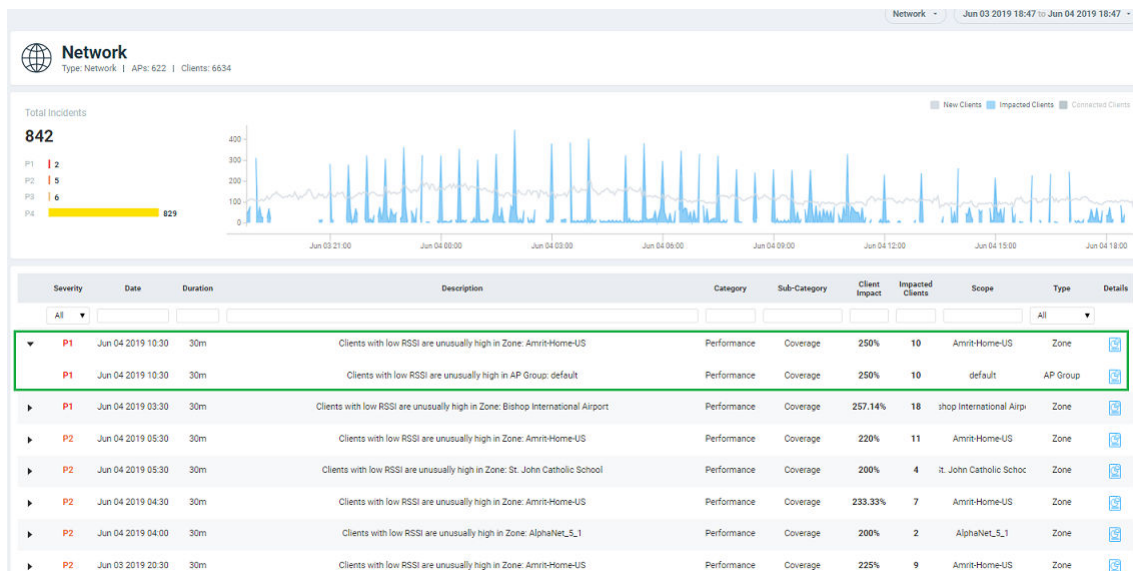 Network Jun 03 2019 18:47 to Jun 04 2019 18:47
Network
Type: Network | APs: 622 | Clients: 6634
Total Incidents
842
P1 2
P2 5
P3 6
P4 829
New Clients Impacted Clients Connected Clients
400
300
200
100
0
Jun 03 21:00 Jun 04 00:00 Jun 04 03:00 Jun 04 06:00 Jun 04 09:00 Jun 04 12:00 Jun 04 15:00 Jun 04 18:00
Severity Date Duration Description Category Sub-Category Client Impact Impacted Clients Scope Type Details
All All
P1 Jun 04 2019 10:30 30m Clients with low RSSI are unusually high in Zone: Amrit-Home-US Performance Coverage 250% 10 Amrit-Home-US Zone
P1 Jun 04 2019 10:30 30m Clients with low RSSI are unusually high in AP Group: default Performance Coverage 250% 10 default AP Group
P1 Jun 04 2019 03:30 30m Clients with low RSSI are unusually high in Zone: Bishop International Airport Performance Coverage 257.14% 18 shop International Airp Zone
P2 Jun 04 2019 05:30 30m Clients with low RSSI are unusually high in Zone: Amrit-Home-US Performance Coverage 220% 11 Amrit-Home-US Zone
P2 Jun 04 2019 05:30 30m Clients with low RSSI are unusually high in Zone: St. John Catholic School Performance Coverage 200% 4 St. John Catholic Schoc Zone
P2 Jun 04 2019 04:30 30m Clients with low RSSI are unusually high in Zone: Amrit-Home-US Performance Coverage 233.33% 7 Amrit-Home-US Zone
P2 Jun 04 2019 04:00 30m Clients with low RSSI are unusually high in Zone: AlphaNet_5_1 Performance Coverage 200% 2 AlphaNet_5_1 Zone
P2 Jun 03 2019 20:30 30m Clients with low RSSI are unusually high in Zone: Amrit-Home-US Performance Coverage 225% 9 Amrit-Home-US Zone